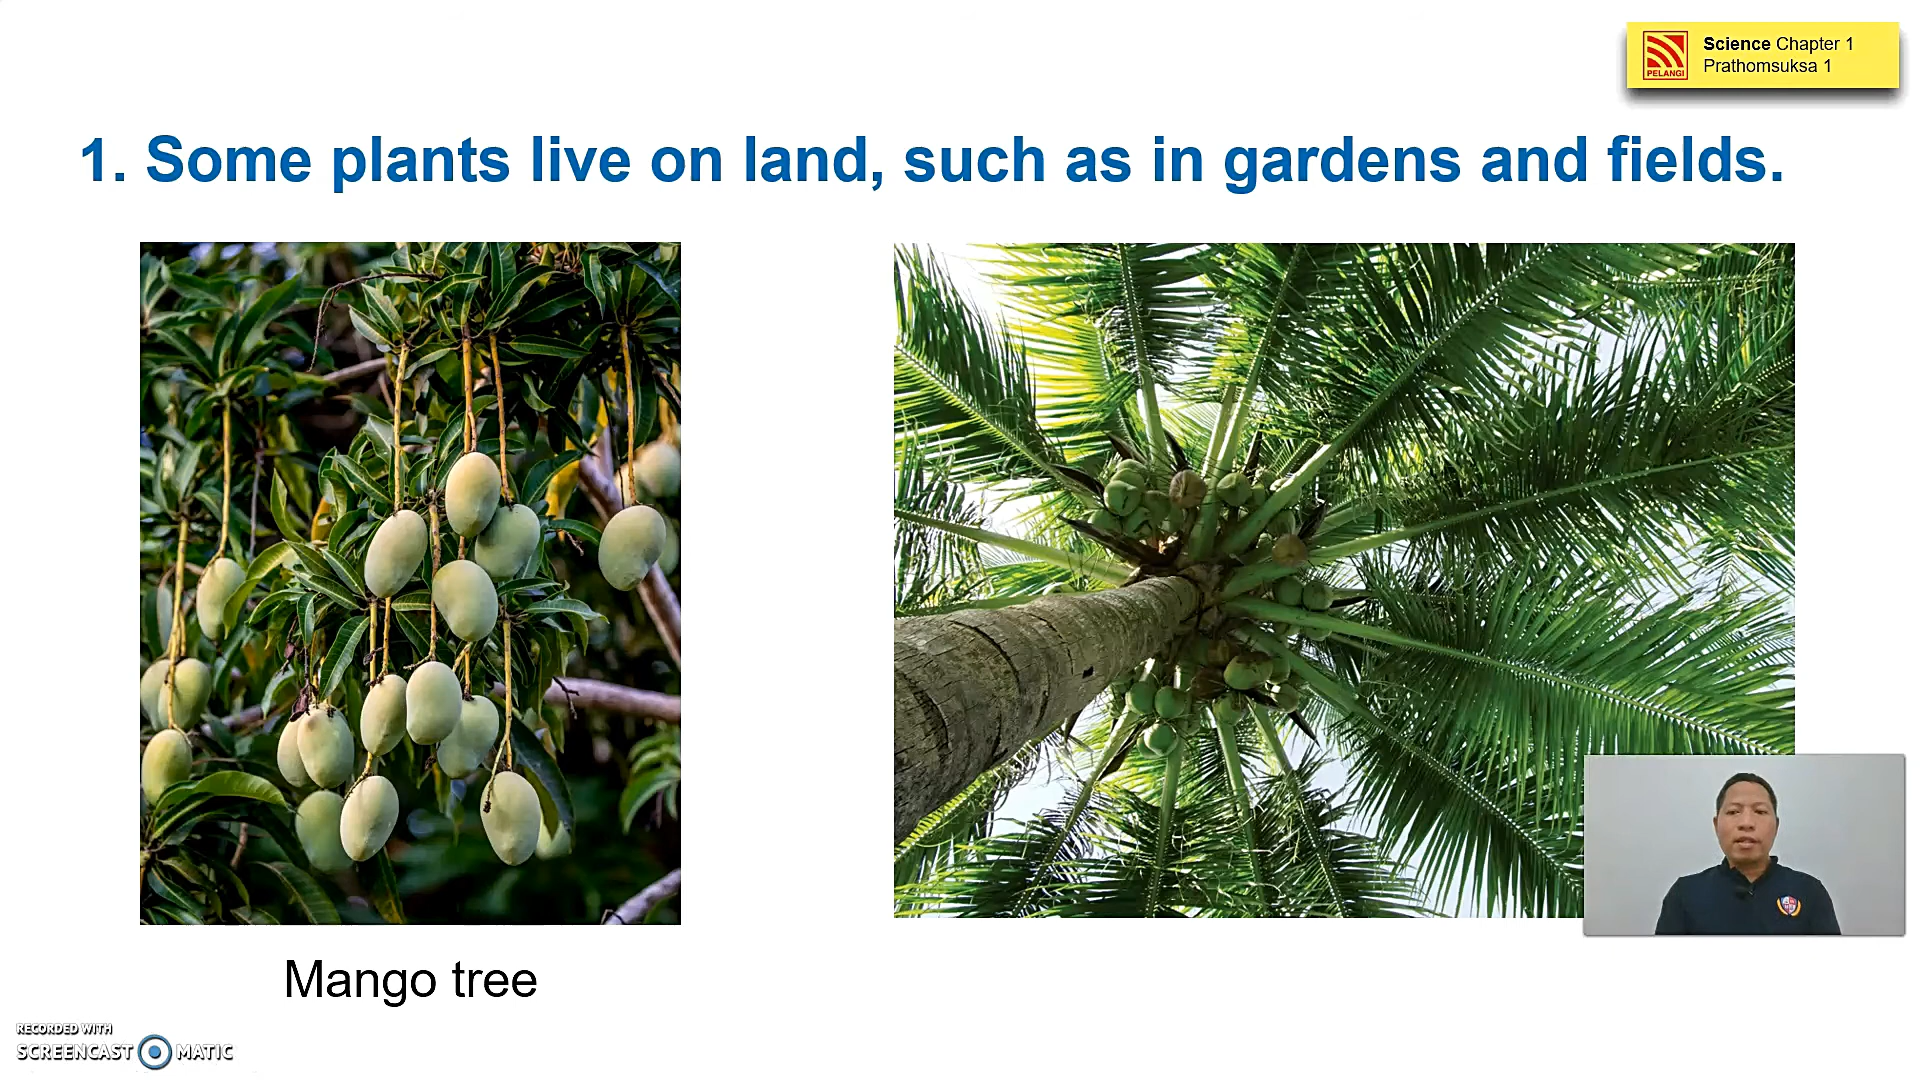 PELANGI
Science Chapter 1
Prathomsuksa 1
1. Some plants live on land, such as in gardens and fields.
Mango tree
RECORDED WITH
SCREENCAST MATIC